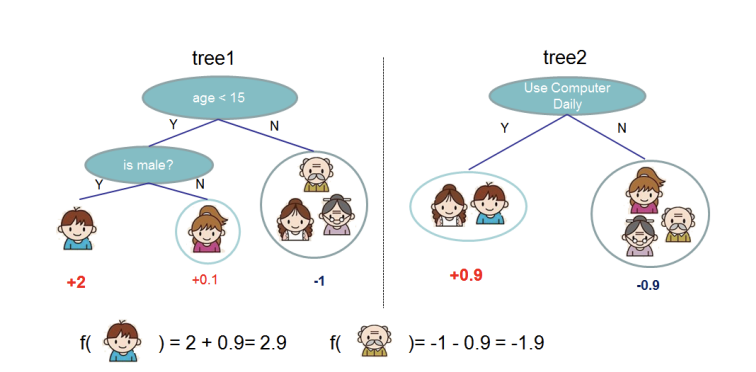 tree1
tree2
age < 15
Use Computer
Daily
Y
N
Y
N
is male?
Y
N
+2
+0.1
-1
+0.9
-0.9
f( ) = 2 + 0.9= 2.9
f( )= -1 - 0.9 = -1.9